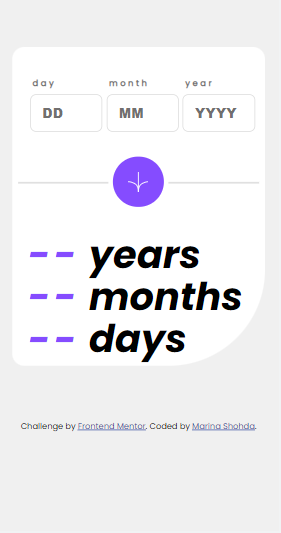 day month year
DD MM YYYY
-- years
-- months
-- days
Challenge by Frontend Mentor. Coded by Marina Shohda.